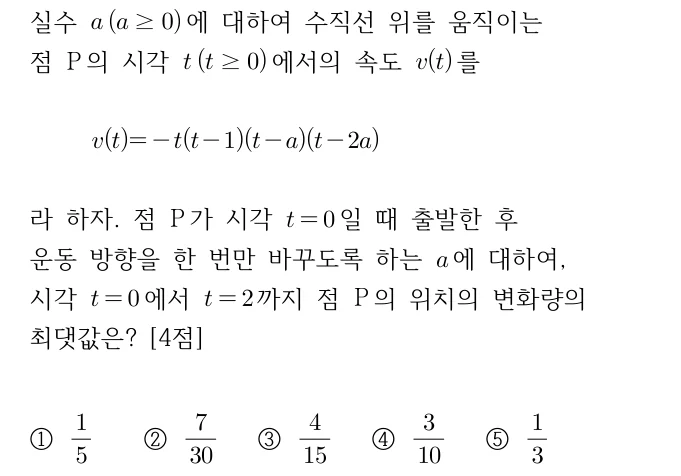 실수 a(a≥0)에 대하여 수직선 위를 움직이는
점 P의 시각 t(t≥0)에서의 속도 v(t)를
v(t)=-t(t-1)(t-a)(t-2a)
라 하자. 점 P가 시각 t=0일 때 출발한 후
운동 방향을 한 번만 바꾸도록 하는 a에 대하여,
시각 t=0에서 t=2까지 점 P의 위치의 변화량의
최댓값은? [4점]
① 1/5 ② 7/30 ③ 4/15 ④ 3/10 ⑤ 1/3